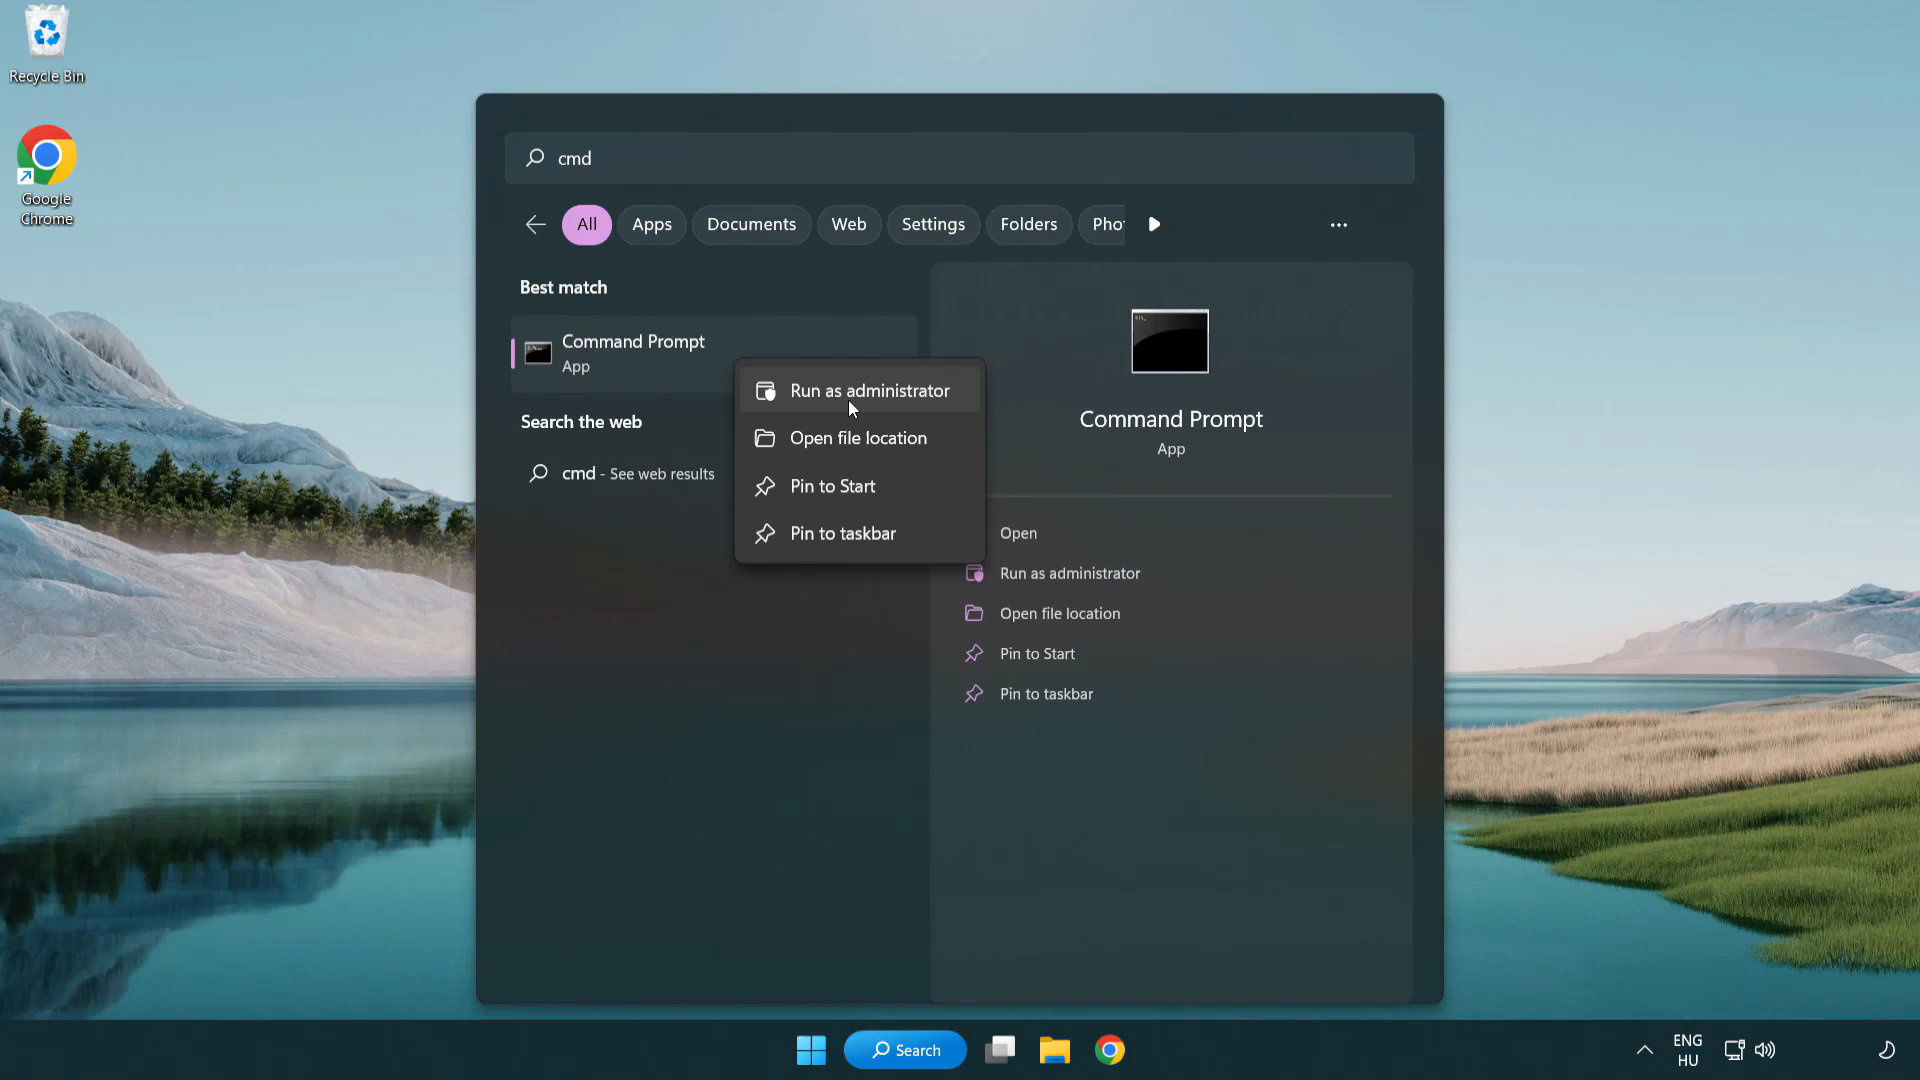 Recycle Bin
Google
Chrome
cmd
All
Apps
Documents
Web
Settings
Folders
Pho
Best match
Command Prompt
App
Search the web
cmd - See web results
Run as administrator
Open file location
Pin to Start
Pin to taskbar
Command Prompt
App
Open
Run as administrator
Open file location
Pin to Start
Pin to taskbar
Search
ENG
HU